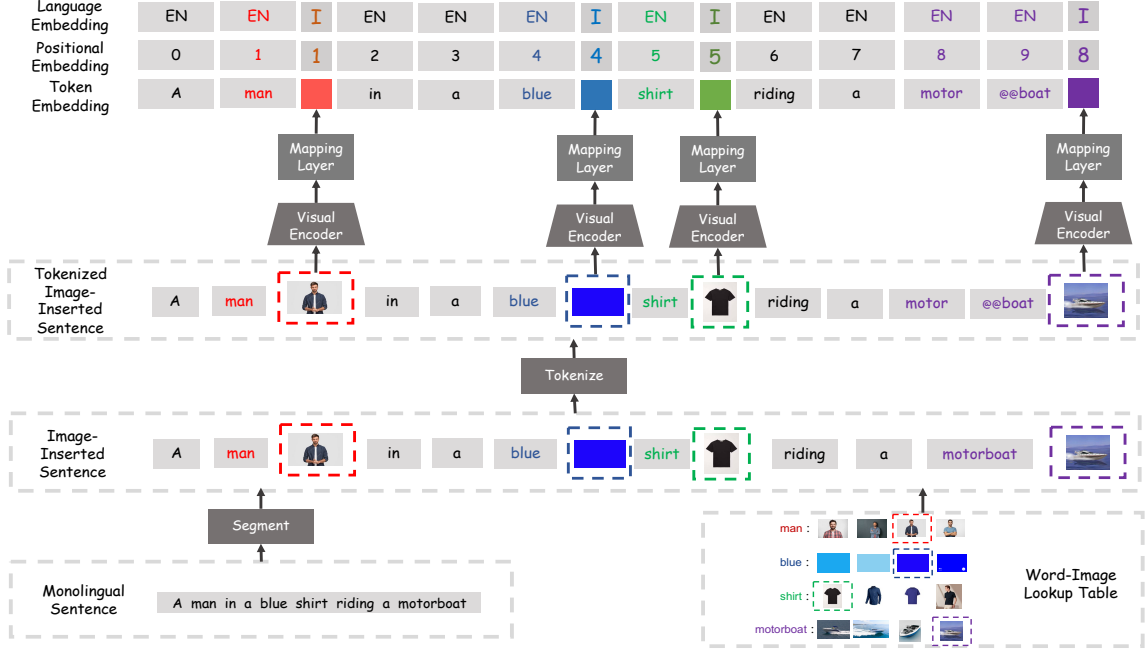 Language Embedding EN EN I EN EN EN I EN I EN EN EN EN I
Positional Embedding 0 1 1 2 3 4 4 5 5 6 7 8 9 8
Token Embedding A man in a blue shirt riding a motor @@boat
Mapping Layer Mapping Layer Mapping Layer Mapping Layer
Visual Encoder Visual Encoder Visual Encoder Visual Encoder
Tokenized Image-Inserted Sentence A man in a blue shirt riding a motor @@boat
Tokenize
Image-Inserted Sentence A man in a blue shirt riding a motorboat
Segment
Monolingual Sentence A man in a blue shirt riding a motorboat
man :
blue :
shirt :
motorboat :
Word-Image
Lookup Table